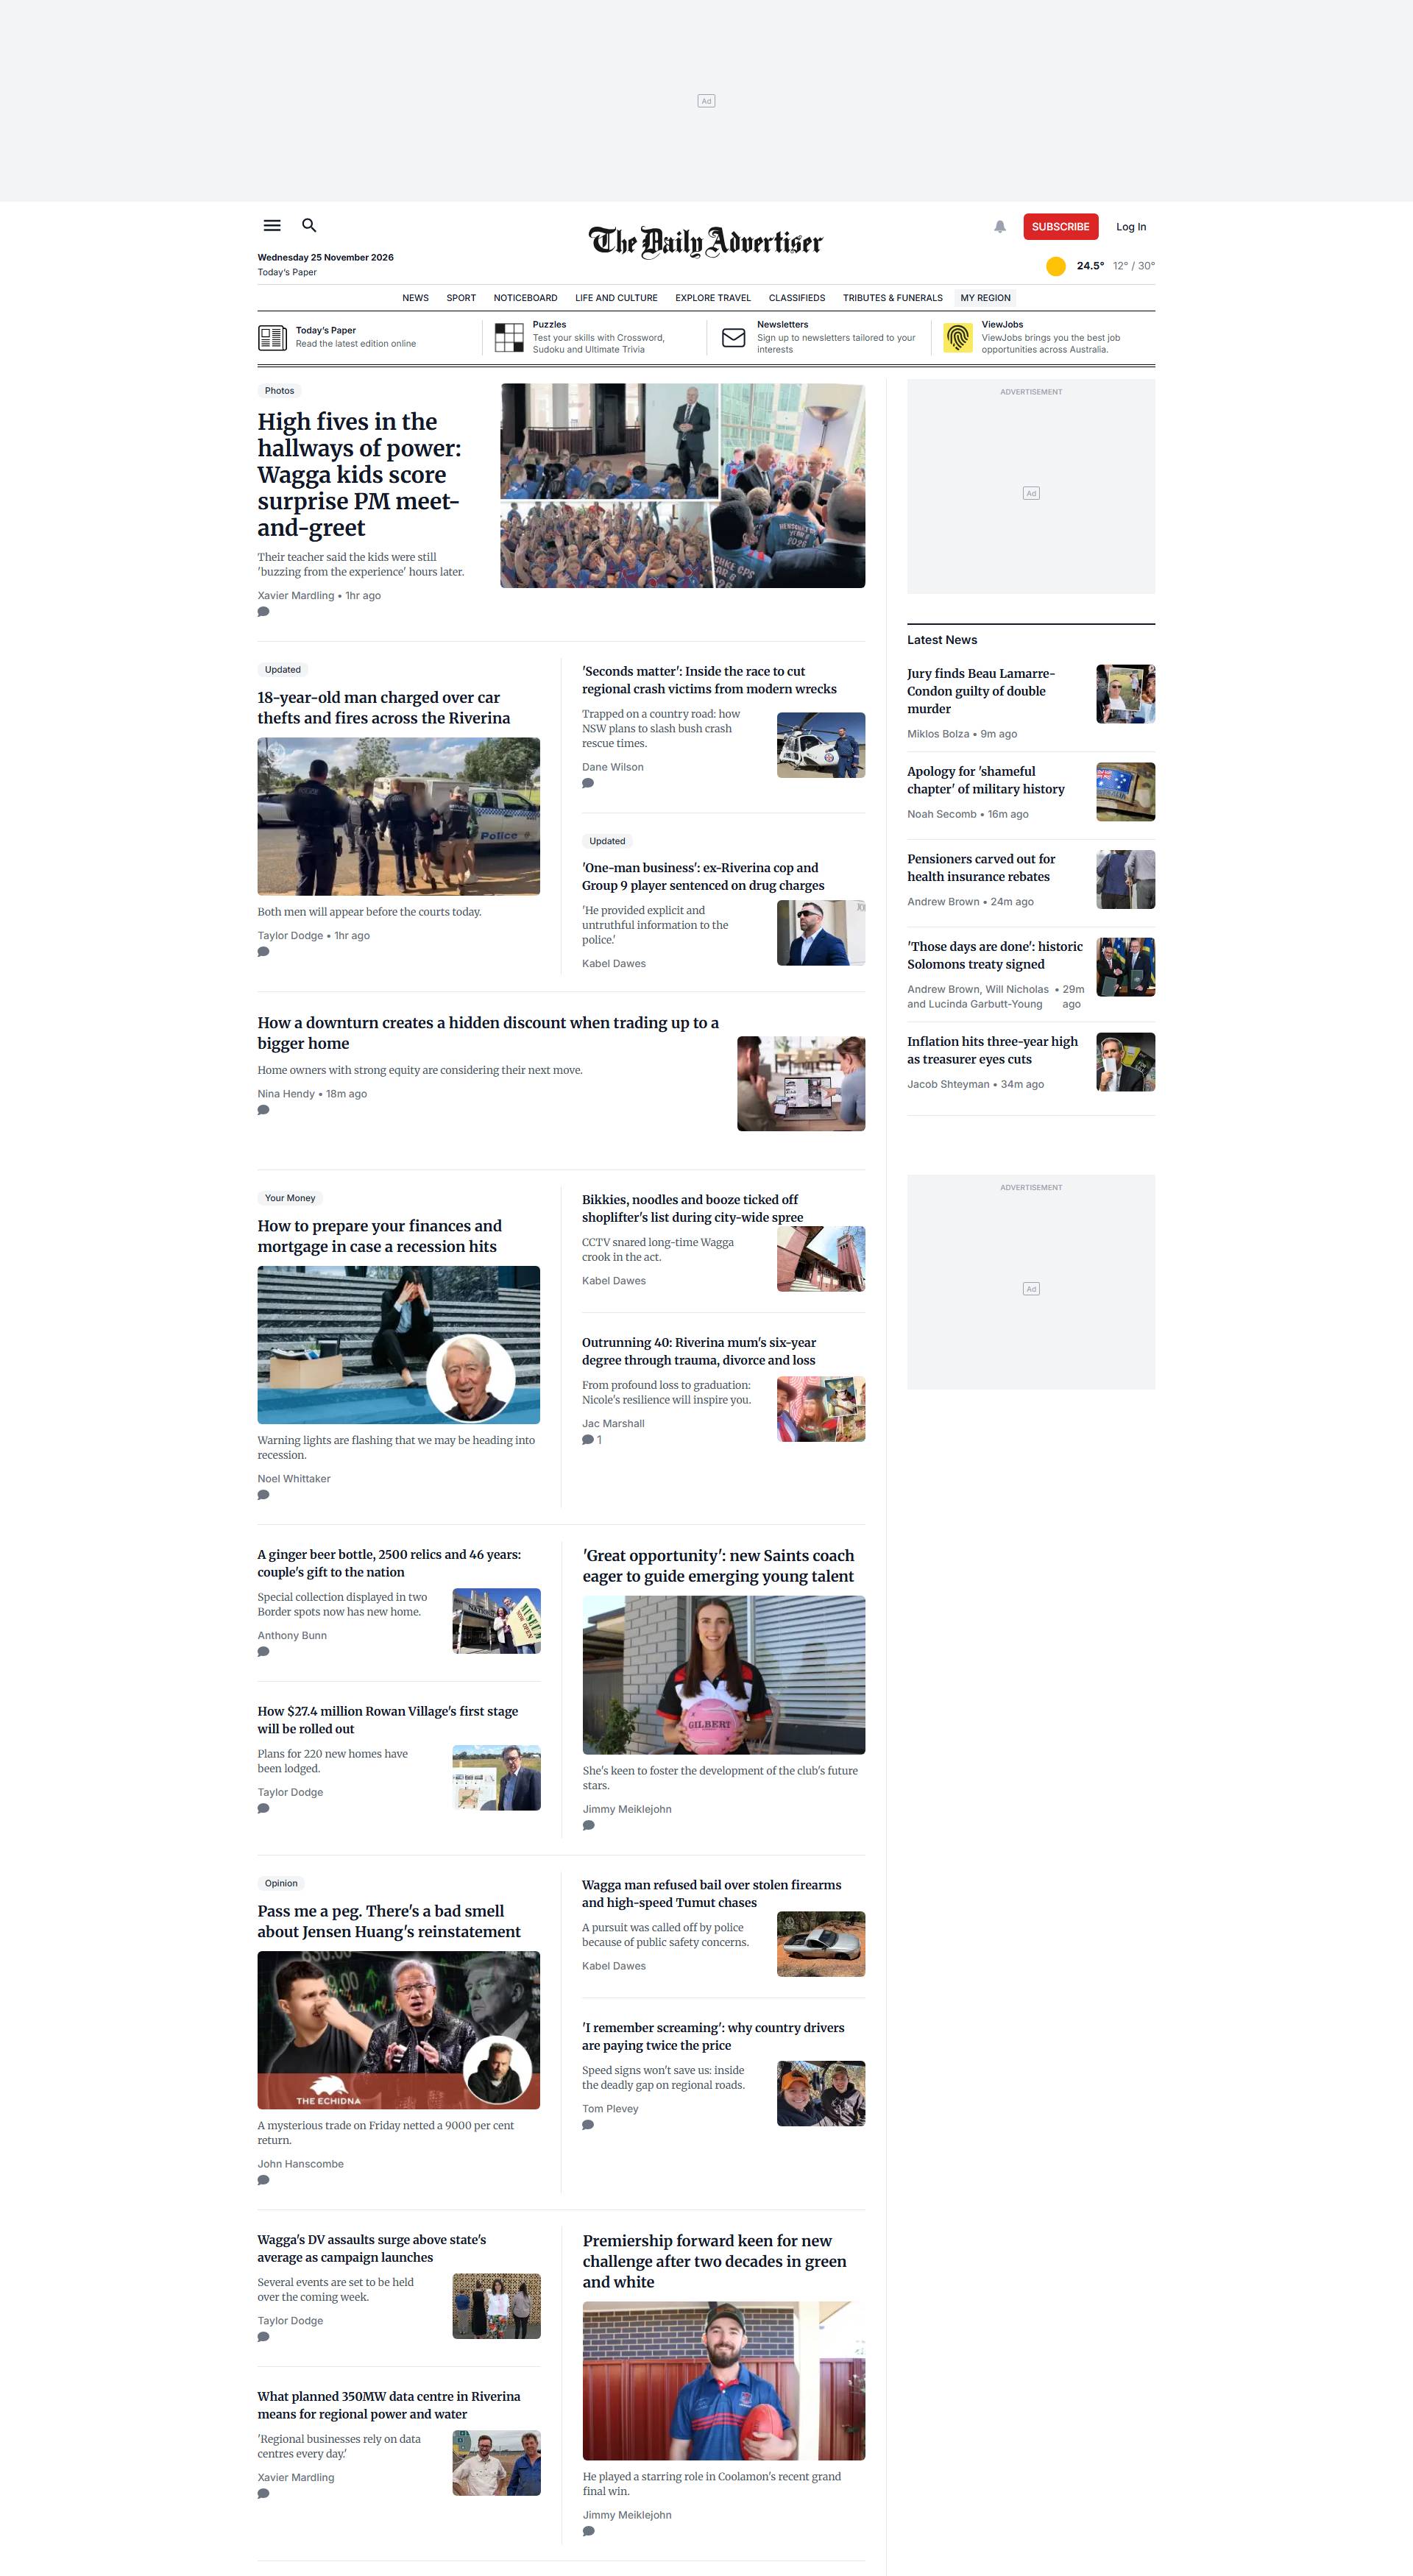 Ad
SUBSCRIBE
Log In
The Daily Advertiser
Wednesday 25 November 2026
Today's Paper
24.5° 12° / 30°
NEWS SPORT NOTICEBOARD LIFE AND CULTURE EXPLORE TRAVEL CLASSIFIEDS TRIBUTES & FUNERALS MY REGION
Today's Paper
Read the latest edition online
Puzzles
Test your skills with Crossword,
Sudoku and Ultimate Trivia
Newsletters
Sign up to newsletters tailored to your
interests
ViewJobs
ViewJobs brings you the best job
opportunities across Australia.
Photos
High fives in the
hallways of power:
Wagga kids score
surprise PM meet-
and-greet
Their teacher said the kids were still
'buzzing from the experience' hours later.
Xavier Mardling • 1hr ago
Updated
18-year-old man charged over car
thefts and fires across the Riverina
Police
Both men will appear before the courts today.
Taylor Dodge • 1hr ago
'Seconds matter': Inside the race to cut
regional crash victims from modern wrecks
Trapped on a country road: how
NSW plans to slash bush crash
rescue times.
Dane Wilson
Updated
'One-man business': ex-Riverina cop and
Group 9 player sentenced on drug charges
'He provided explicit and
untruthful information to the
police.'
Kabel Dawes
How a downturn creates a hidden discount when trading up to a
bigger home
Home owners with strong equity are considering their next move.
Nina Hendy • 18m ago
Your Money
How to prepare your finances and
mortgage in case a recession hits
Warning lights are flashing that we may be heading into
recession.
Noel Whittaker
Bikkies, noodles and booze ticked off
shoplifter's list during city-wide spree
CCTV snared long-time Wagga
crook in the act.
Kabel Dawes
Outrunning 40: Riverina mum's six-year
degree through trauma, divorce and loss
From profound loss to graduation:
Nicole's resilience will inspire you.
Jac Marshall
1
A ginger beer bottle, 2500 relics and 46 years:
couple's gift to the nation
Special collection displayed in two
Border spots now has new home.
Anthony Bunn
How $27.4 million Rowan Village's first stage
will be rolled out
Plans for 220 new homes have
been lodged.
Taylor Dodge
'Great opportunity': new Saints coach
eager to guide emerging young talent
GILBERT
She's keen to foster the development of the club's future
stars.
Jimmy Meiklejohn
Opinion
Pass me a peg. There's a bad smell
about Jensen Huang's reinstatement
THE ECHIDNA
A mysterious trade on Friday netted a 9000 per cent
return.
John Hanscombe
Wagga man refused bail over stolen firearms
and high-speed Tumut chases
A pursuit was called off by police
because of public safety concerns.
Kabel Dawes
'I remember screaming': why country drivers
are paying twice the price
Speed signs won't save us: inside
the deadly gap on regional roads.
Tom Plevey
Wagga's DV assaults surge above state's
average as campaign launches
Several events are set to be held
over the coming week.
Taylor Dodge
What planned 350MW data centre in Riverina
means for regional power and water
'Regional businesses rely on data
centres every day.'
Xavier Mardling
Premiership forward keen for new
challenge after two decades in green
and white
He played a starring role in Coolamon's recent grand
final win.
Jimmy Meiklejohn
ADVERTISEMENT
Ad
Latest News
Jury finds Beau Lamarre-
Condon guilty of double
murder
Miklos Bolza • 9m ago
Apology for 'shameful
chapter' of military history
Noah Secomb • 16m ago
Pensioners carved out for
health insurance rebates
Andrew Brown • 24m ago
'Those days are done': historic
Solomons treaty signed
Andrew Brown, Will Nicholas • 29m
and Lucinda Garbutt-Young ago
Inflation hits three-year high
as treasurer eyes cuts
Jacob Shteyman • 34m ago
ADVERTISEMENT
Ad